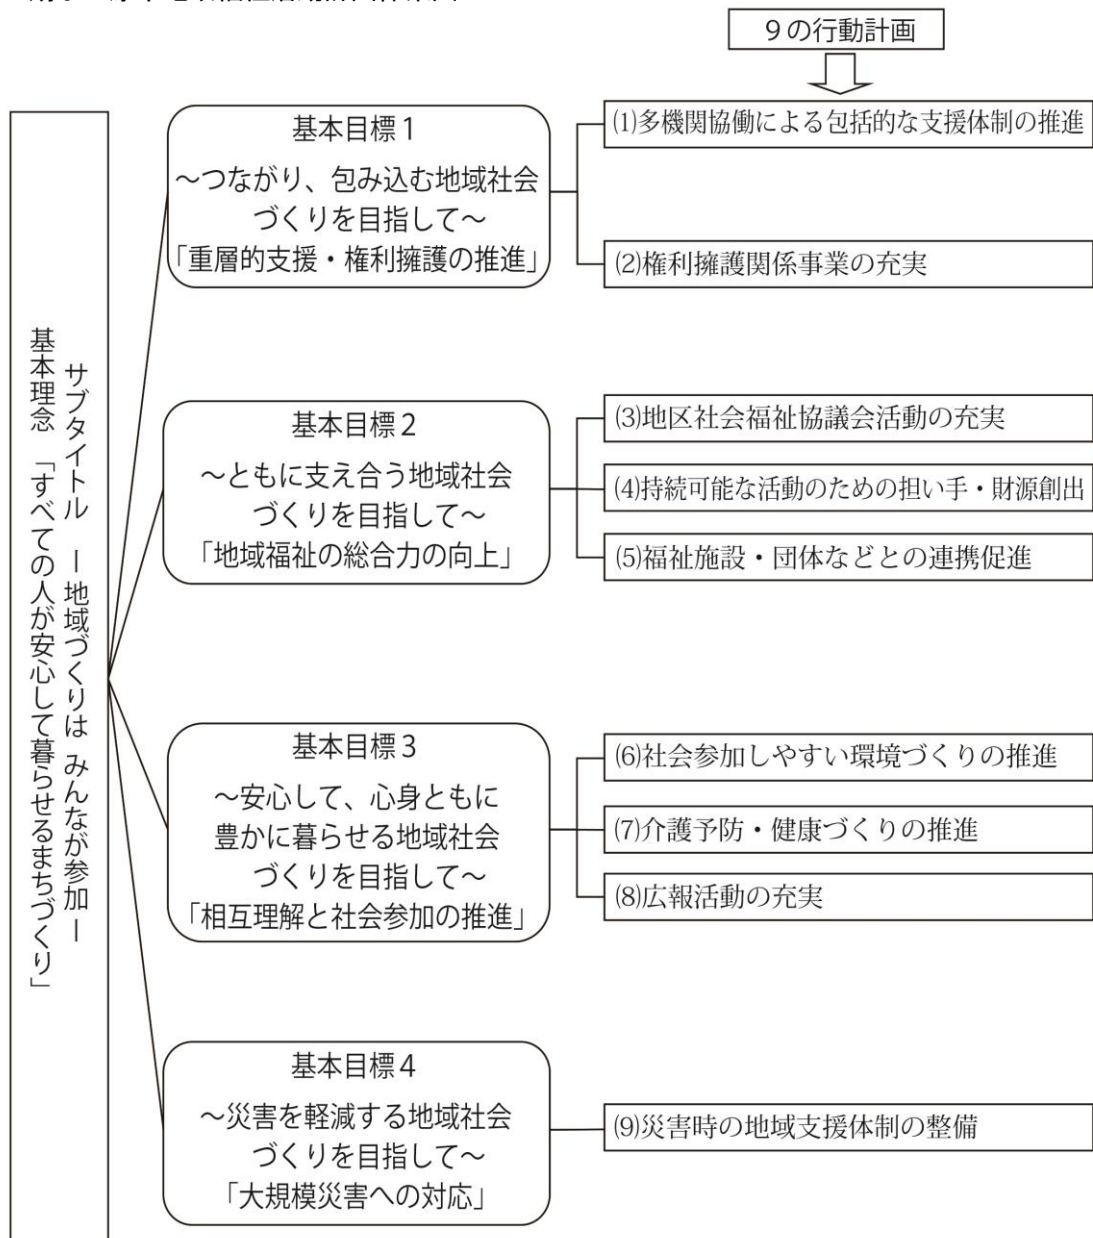 9の行動計画
基本理念 「すべての人が安心して暮らせるまちづくり」
サブタイトル ー地域づくりは みんなが参加ー
基本目標1
～つながり、包み込む地域社会
づくりを目指して～
「重層的支援・権利擁護の推進」
(1)多機関協働による包括的な支援体制の推進
(2)権利擁護関係事業の充実
基本目標2
～ともに支え合う地域社会
づくりを目指して～
「地域福祉の総合力の向上」
(3)地区社会福祉協議会活動の充実
(4)持続可能な活動のための担い手・財源創出
(5)福祉施設・団体などとの連携促進
基本目標3
～安心して、心身ともに
豊かに暮らせる地域社会
づくりを目指して～
「相互理解と社会参加の推進」
(6)社会参加しやすい環境づくりの推進
(7)介護予防・健康づくりの推進
(8)広報活動の充実
基本目標4
～災害を軽減する地域社会
づくりを目指して～
「大規模災害への対応」
(9)災害時の地域支援体制の整備